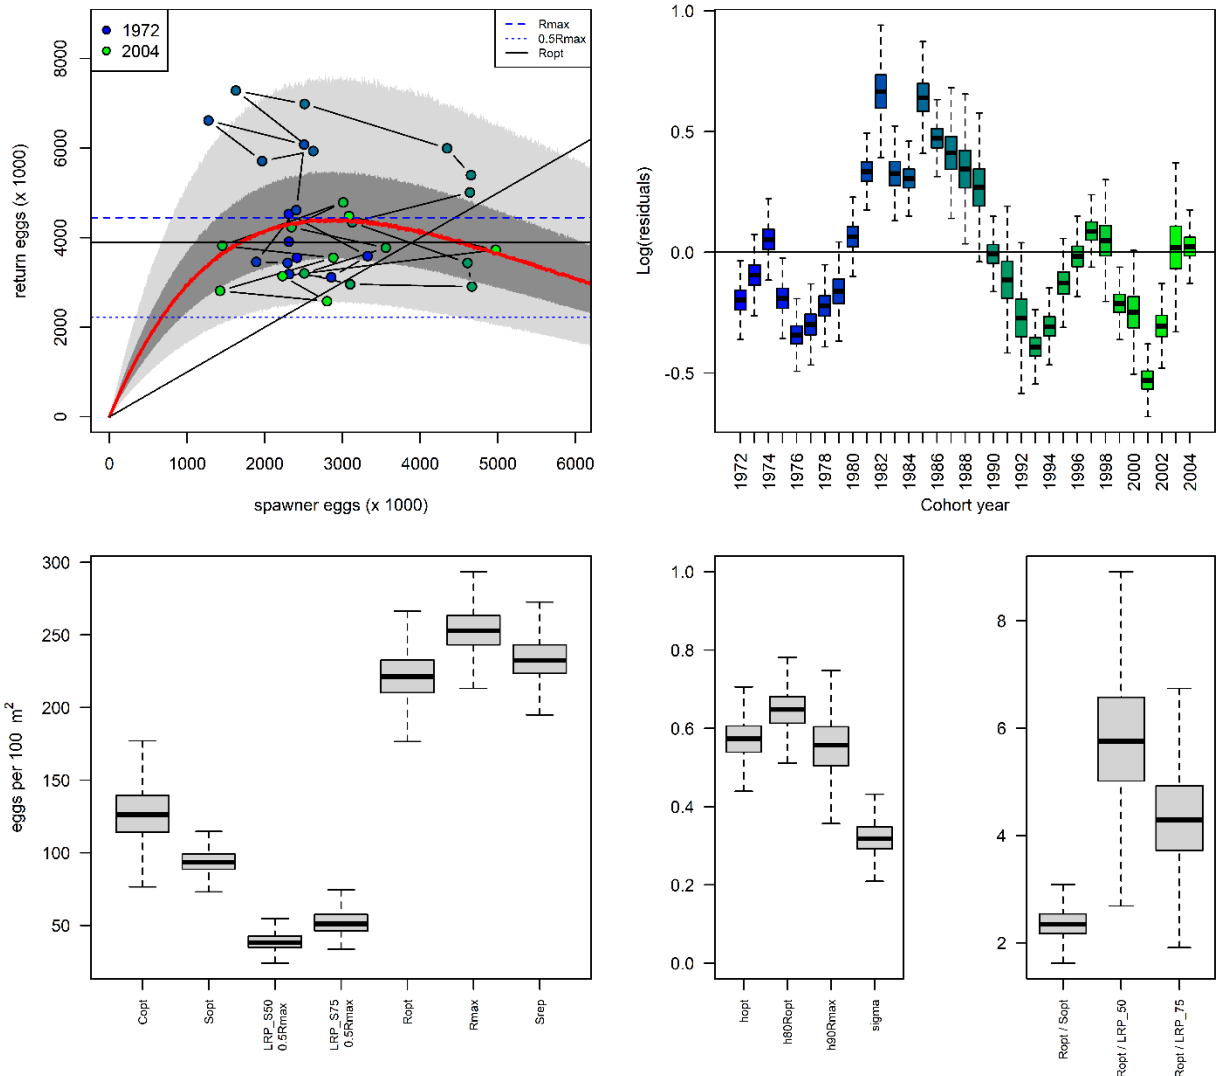 1972
2004
Rmax
0.5Rmax
Ropt
return eggs (x 1000)
8000
6000
4000
2000
0
0 1000 2000 3000 4000 5000 6000
spawner eggs (x 1000)
Log(residuals)
1.0
0.5
0.0
-0.5
1972 1974 1976 1978 1980 1982 1984 1986 1988 1990 1992 1994 1996 1998 2000 2002 2004
Cohort year
eggs per 100 m²
300
250
200
150
100
50
Copt
Sopt
LRP_S50
0.5Rmax
LRP_S75
0.5Rmax
Ropt
Rmax
Srep
1.0
0.8
0.6
0.4
0.2
0.0
hopt
h80Ropt
h90Rmax
sigma
8
6
4
2
Ropt / Sopt
Ropt / LRP_50
Ropt / LRP_75